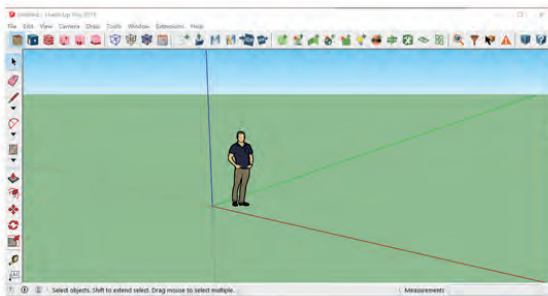 Untitled - SketchUp Pro 2018
File Edit View Camera Draw Tools Window Extensions Help
Select objects. Shift to extend select. Drag mouse to select multiple.
Measurements